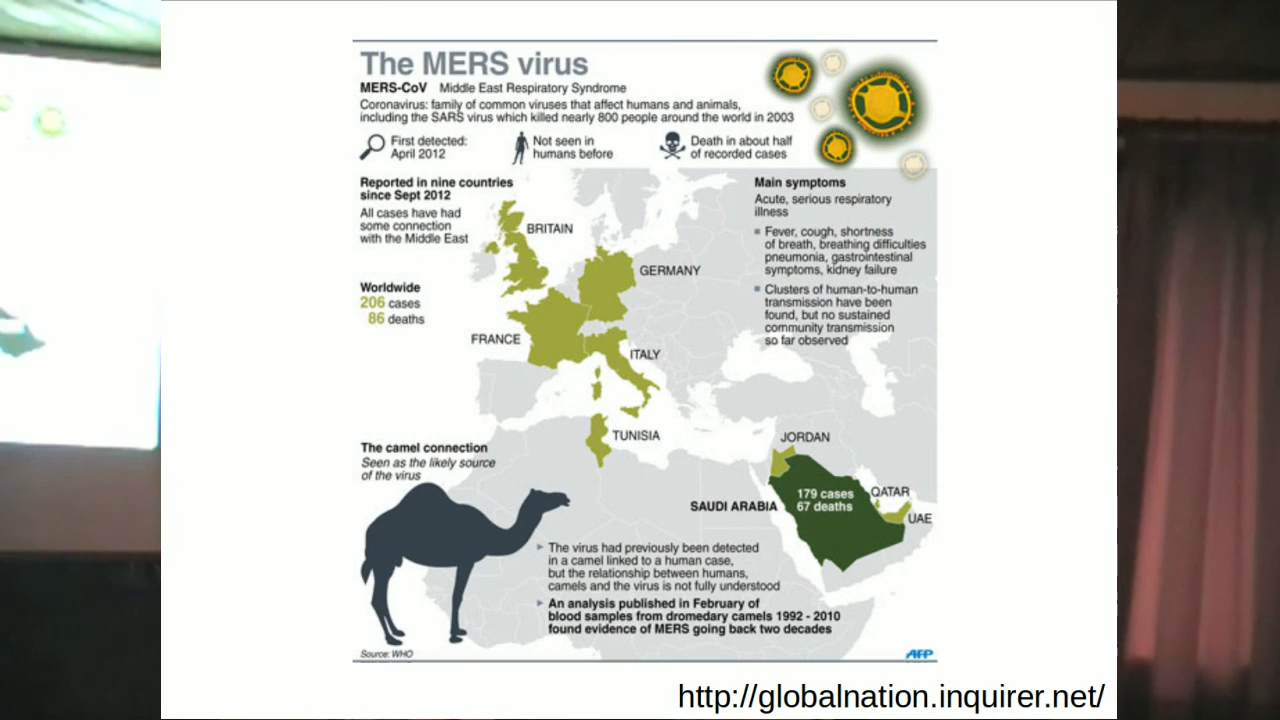 The MERS virus
MERS-CoV Middle East Respiratory Syndrome
Coronavirus: family of common viruses that affect humans and animals,
including the SARS virus which killed nearly 800 people around the world in 2003
First detected:
April 2012
Not seen in
humans before
Death in about half
of recorded cases
Reported in nine countries
since Sept 2012
All cases have had
some connection
with the Middle East
Worldwide
206 cases
86 deaths
BRITAIN
GERMANY
FRANCE
ITALY
TUNISIA
Main symptoms
Acute, serious respiratory
illness
Fever, cough, shortness
of breath, breathing difficulties
pneumonia, gastrointestinal
symptoms, kidney failure
Clusters of human-to-human
transmission have been
found, but no sustained
community transmission
so far observed
JORDAN
SAUDI ARABIA
179 cases
67 deaths
QATAR
UAE
The camel connection
Seen as the likely source
of the virus
The virus had previously been detected
in a camel linked to a human case,
but the relationship between humans,
camels and the virus is not fully understood
An analysis published in February of
blood samples from dromedary camels 1992 - 2010
found evidence of MERS going back two decades
Source: WHO
AFP
http://globalnation.inquirer.net/